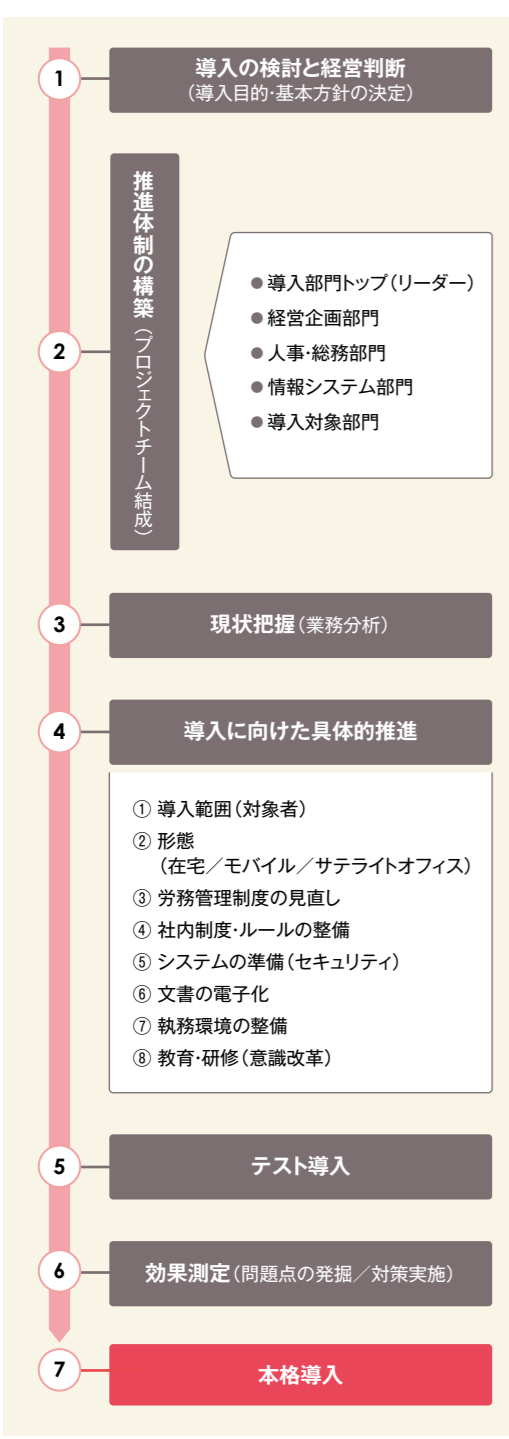 1
導入の検討と経営判断
(導入目的・基本方針の決定)
2
推進体制の構築(プロジェクトチーム結成)
●導入部門トップ(リーダー)
●経営企画部門
●人事・総務部門
●情報システム部門
●導入対象部門
3
現状把握(業務分析)
4
導入に向けた具体的推進
① 導入範囲(対象者)
② 形態
(在宅/モバイル/サテライトオフィス)
③ 労務管理制度の見直し
④ 社内制度・ルールの整備
⑤ システムの準備(セキュリティ)
⑥ 文書の電子化
⑦ 執務環境の整備
⑧ 教育・研修(意識改革)
5
テスト導入
6
効果測定(問題点の発掘/対策実施)
7
本格導入